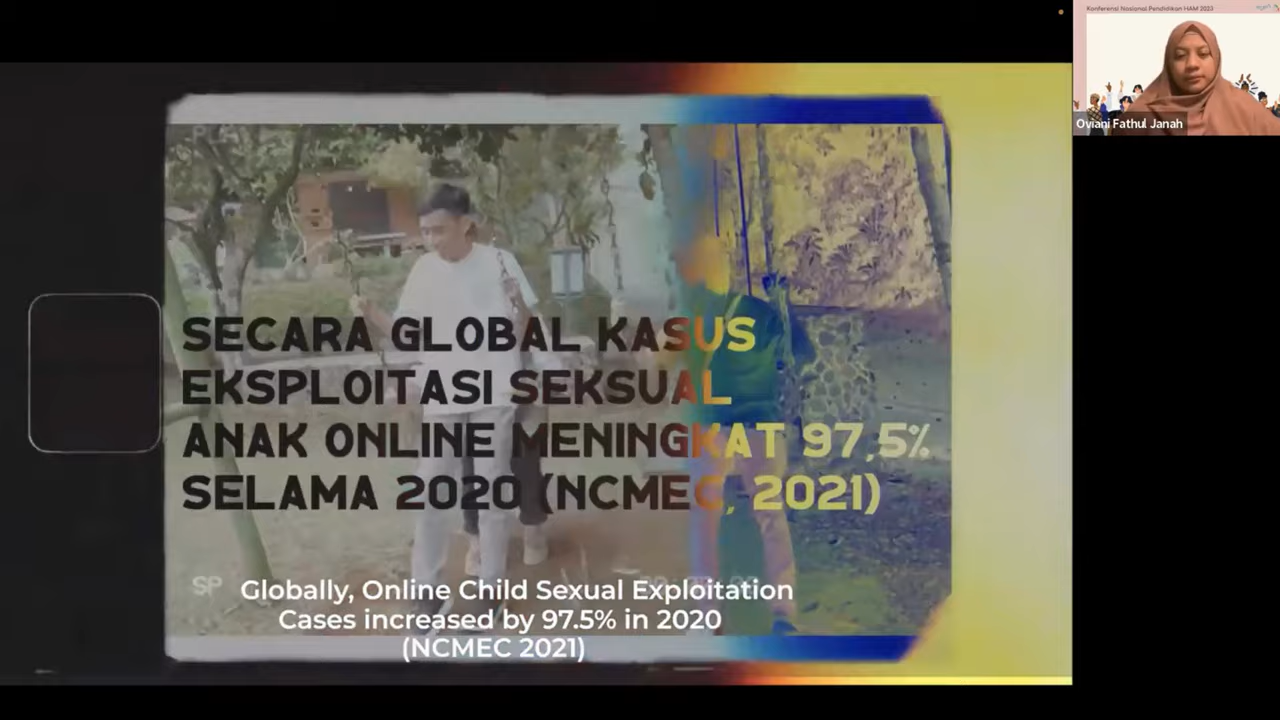 Konferensi Nasional Pendidikan HAM 2023
Oviani Fathul Janah
SECARA GLOBAL KASUS
EKSPLOITASI SEKSUAL
ANAK ONLINE MENINGKAT 97,5%
SELAMA 2020 (NCMEC, 2021)
SP
Globally, Online Child Sexual Exploitation
Cases increased by 97.5% in 2020
(NCMEC 2021)